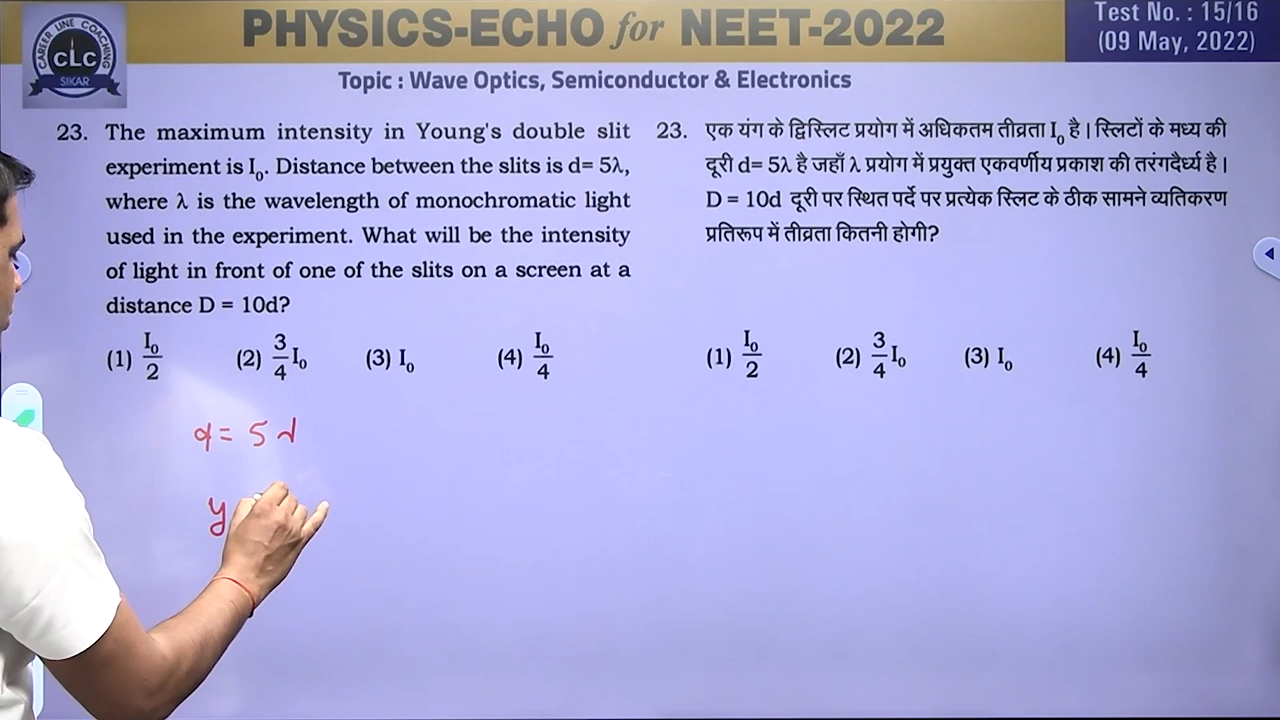 PHYSICS-ECHO for NEET-2022
Test No. : 15/16
(09 May, 2022)
CAREER LINE COACHING
CLC
SIKAR
Topic : Wave Optics, Semiconductor & Electronics
23. The maximum intensity in Young's double slit
experiment is I₀. Distance between the slits is d= 5λ,
where λ is the wavelength of monochromatic light
used in the experiment. What will be the intensity
of light in front of one of the slits on a screen at a
distance D = 10d?
(1) I₀/2 (2) 3/4 I₀ (3) I₀ (4) I₀/4
23. एक यंग के द्विस्लिट प्रयोग में अधिकतम तीव्रता I₀ है। स्लिटों के मध्य की
दूरी d= 5λ है जहाँ λ प्रयोग में प्रयुक्त एकवर्णीय प्रकाश की तरंगदैर्ध्य है।
D = 10d दूरी पर स्थित पर्दे पर प्रत्येक स्लिट के ठीक सामने व्यतिकरण
प्रतिरूप में तीव्रता कितनी होगी?
(1) I₀/2 (2) 3/4 I₀ (3) I₀ (4) I₀/4
d = 5 λ
y